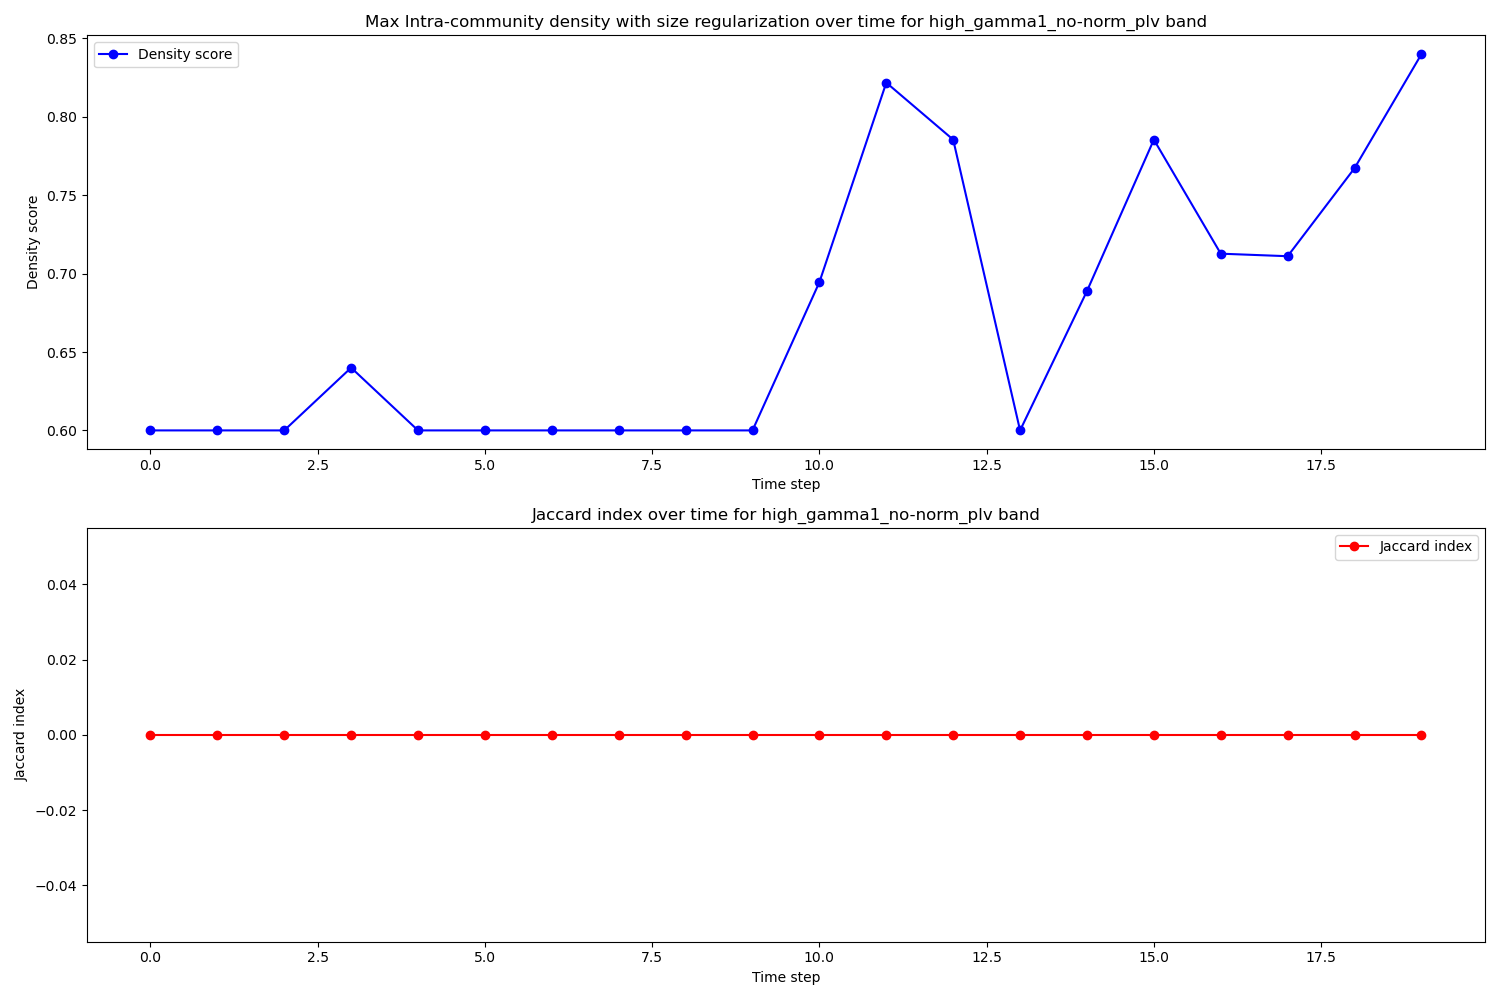 Max Intra-community density with size regularization over time for high_gamma1_no-norm_plv band
Density score
0.85
0.80
0.75
0.70
0.65
0.60
Density score
0.0 2.5 5.0 7.5 10.0 12.5 15.0 17.5
Time step
Jaccard index over time for high_gamma1_no-norm_plv band
Jaccard index
0.04
0.02
0.00
−0.02
−0.04
Jaccard index
0.0 2.5 5.0 7.5 10.0 12.5 15.0 17.5
Time step